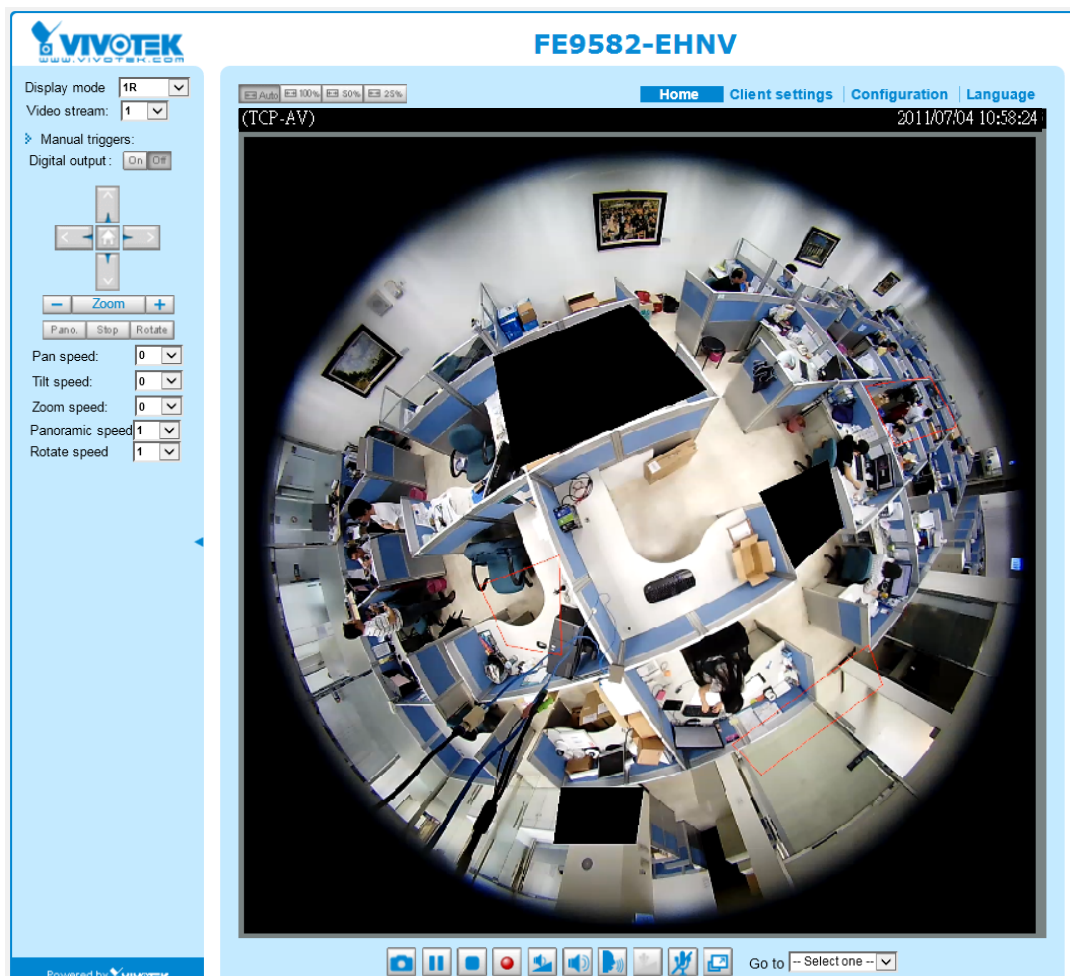 VIVOTEK
www.vivotek.com
FE9582-EHNV
Display mode 1R
Video stream: 1
Manual triggers:
Digital output: On Off
Zoom
Pano. Stop Rotate
Pan speed: 0
Tilt speed: 0
Zoom speed: 0
Panoramic speed 1
Rotate speed 1
Powered by VIVOTEK
Auto 100% 50% 25%
Home Client settings Configuration Language
(TCP-AV) 2011/07/04 10:58:24
Go to -- Select one --